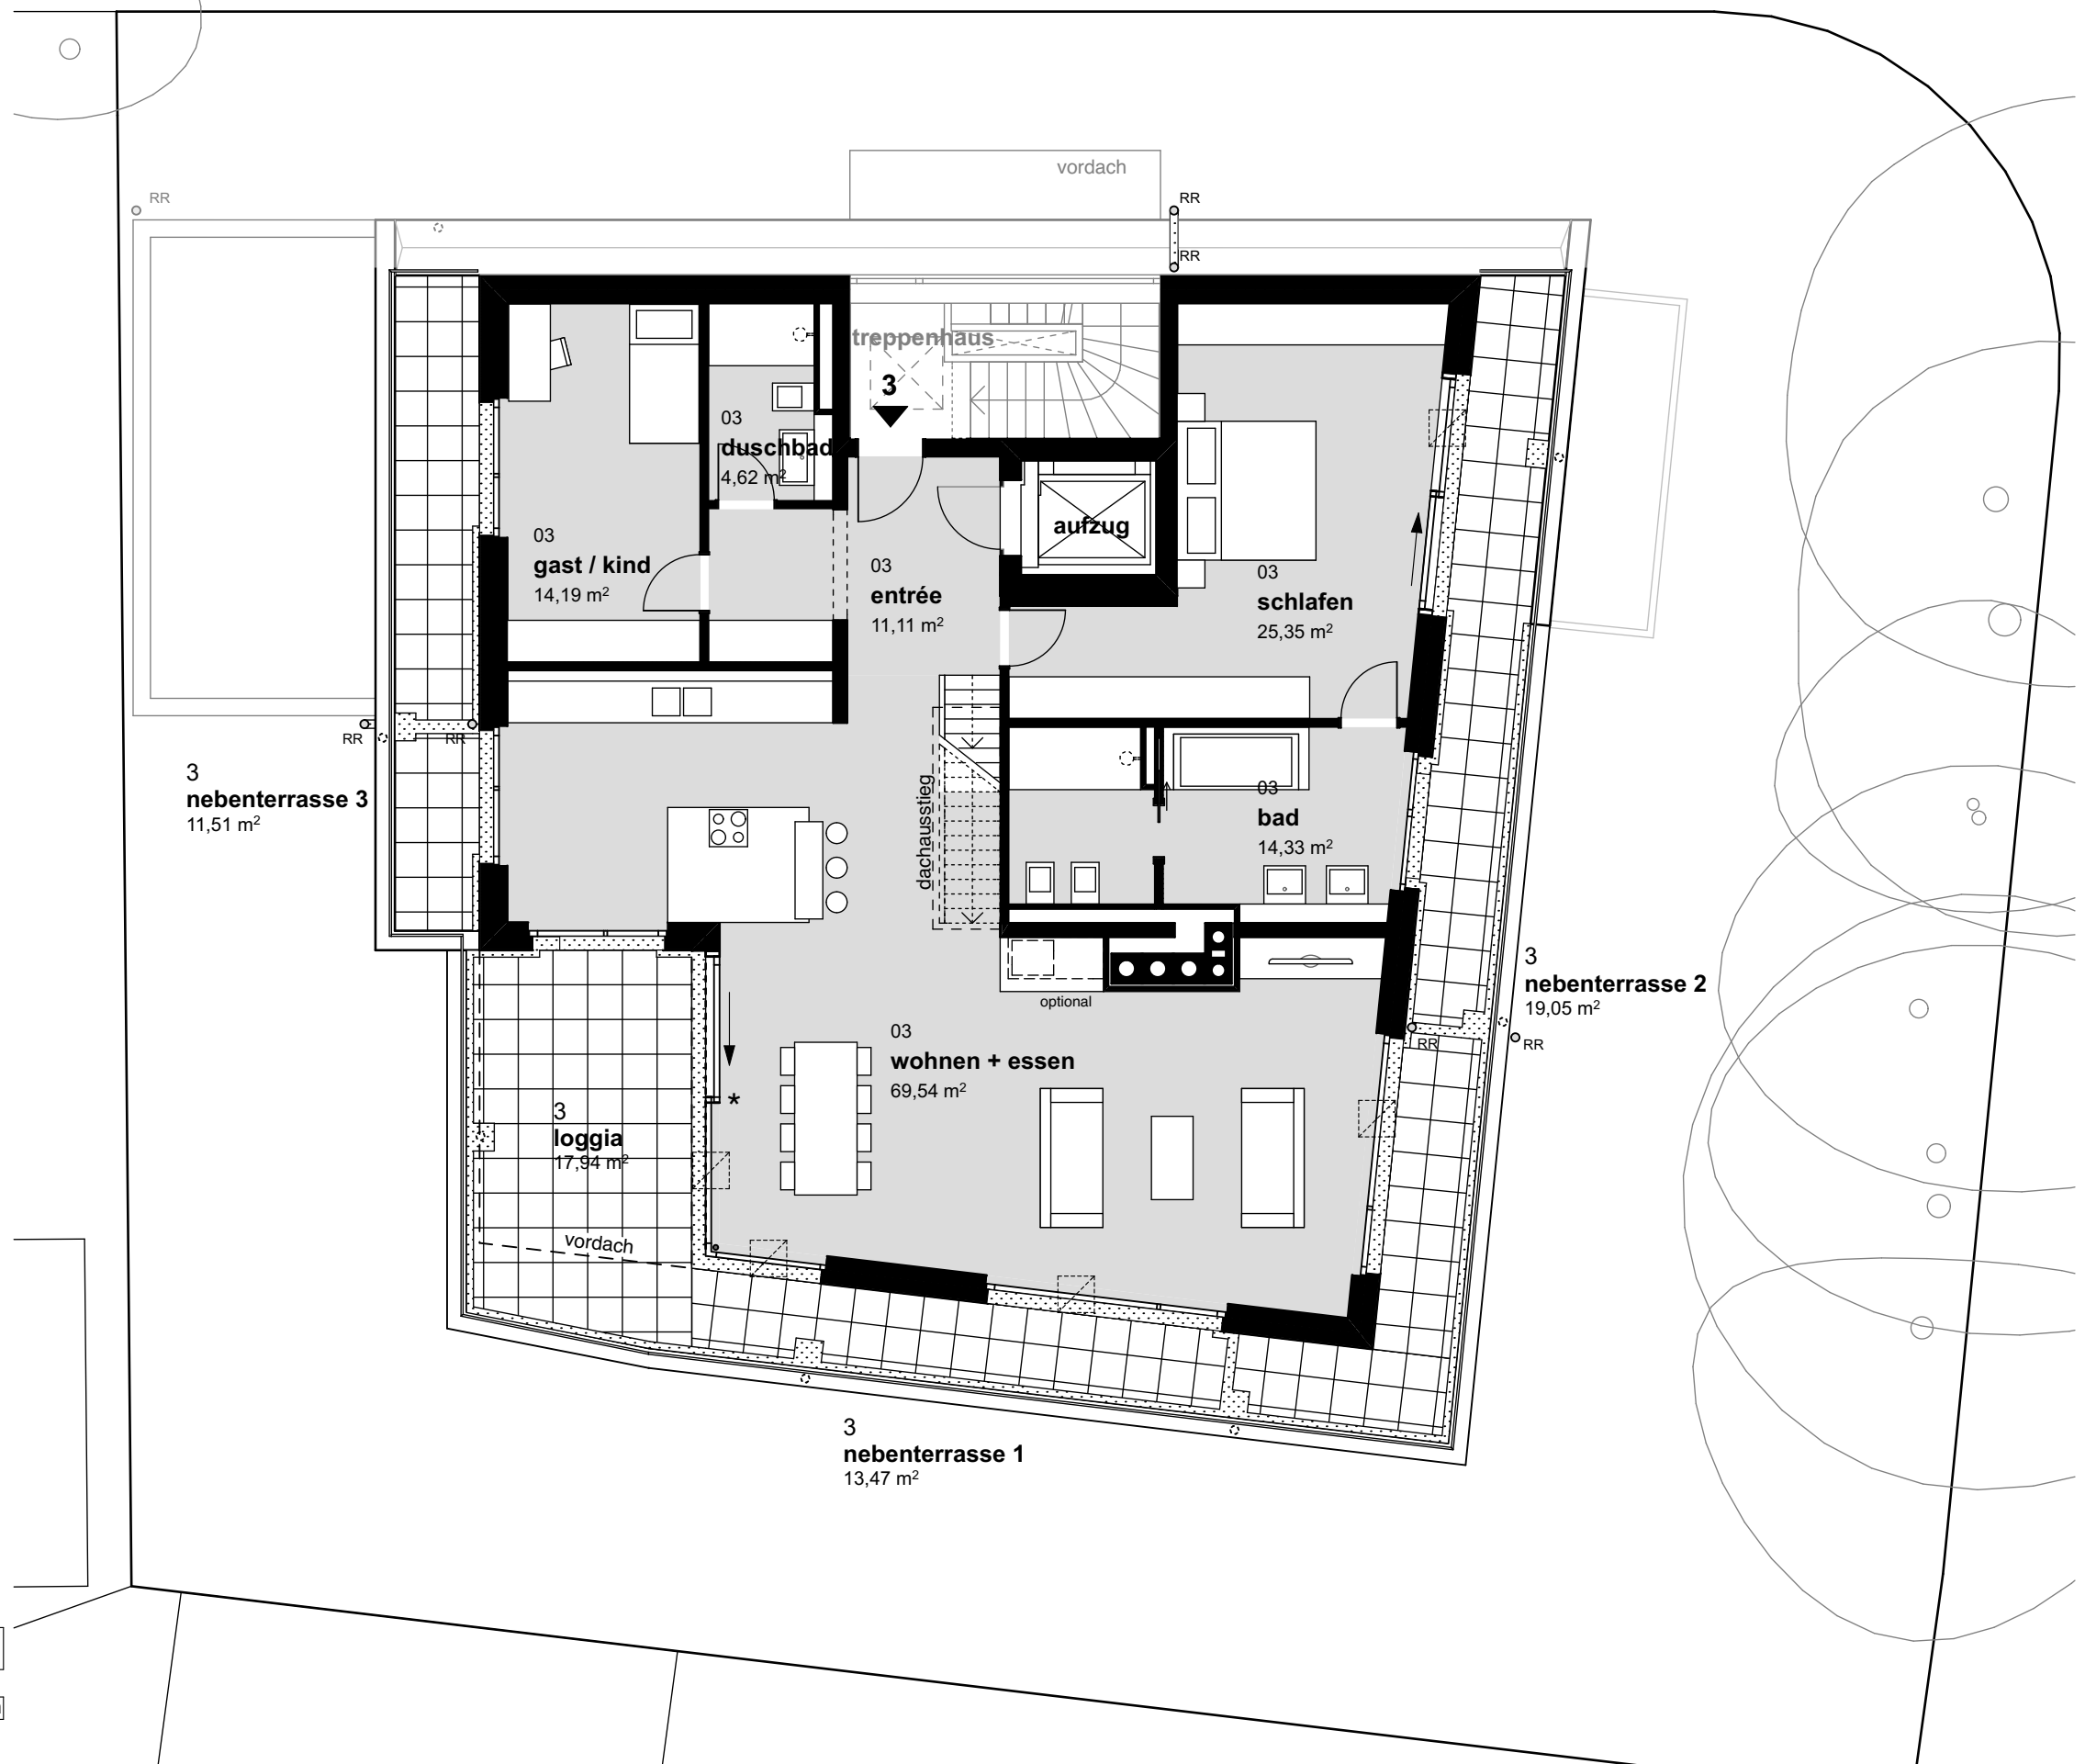 vordach
RR
RR
RR
treppenhaus
3
03
duschbad
4,62 m²
aufzug
03
gast / kind
14,19 m²
03
entrée
11,11 m²
03
schlafen
25,35 m²
RR
RR
3
nebenterrasse 3
11,51 m²
dachausstieg
03
bad
14,33 m²
3
nebenterrasse 2
19,05 m²
optional
RR
RR
03
wohnen + essen
69,54 m²
*
3
loggia
17,94 m²
vordach
3
nebenterrasse 1
13,47 m²